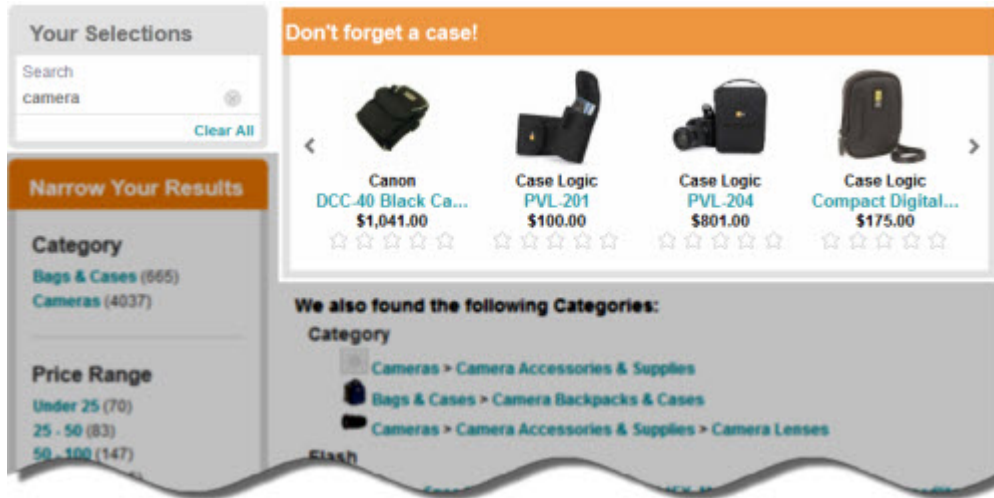 Your Selections
Search
camera
Clear All
Don't forget a case!
Canon
DCC-40 Black Ca...
$1,041.00
Case Logic
PVL-201
$100.00
Case Logic
PVL-204
$801.00
Case Logic
Compact Digital...
$175.00
Narrow Your Results
Category
Bags & Cases (665)
Cameras (4037)
Price Range
Under 25 (70)
25 - 50 (83)
50 - 100 (147)
We also found the following Categories:
Category
Cameras > Camera Accessories & Supplies
Bags & Cases > Camera Backpacks & Cases
Cameras > Camera Accessories & Supplies > Camera Lenses
Flash